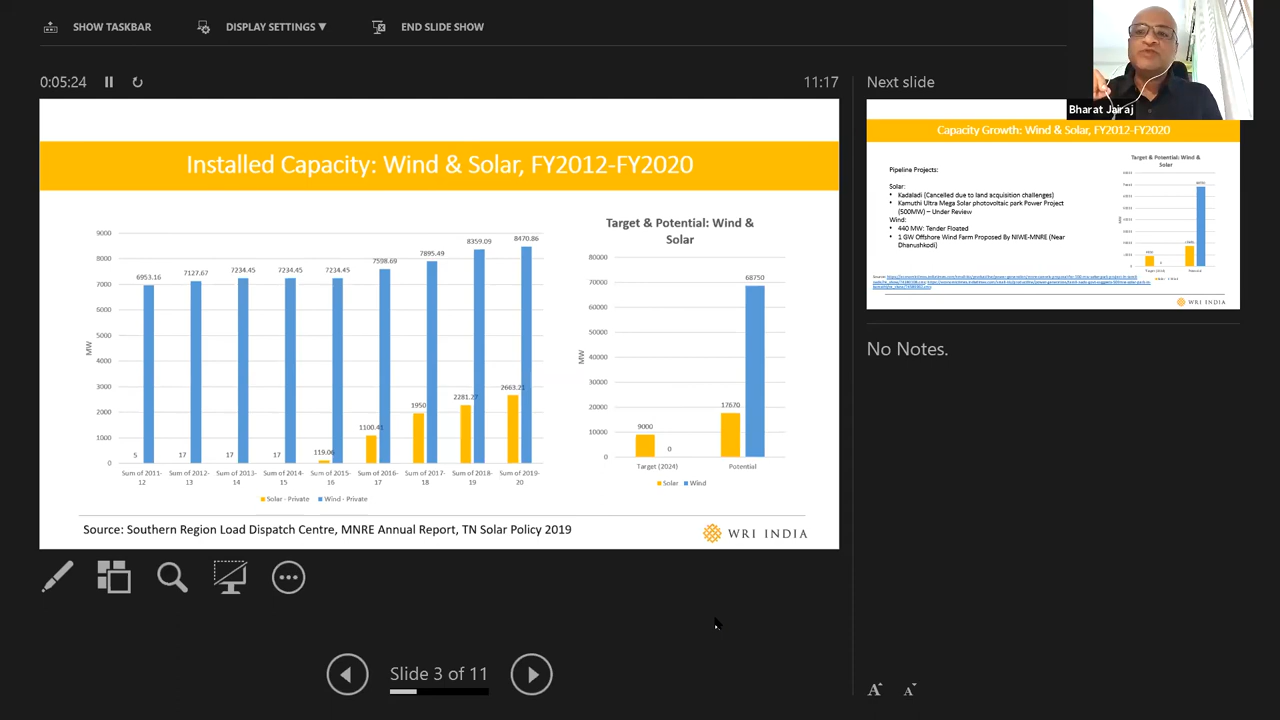 SHOW TASKBAR
DISPLAY SETTINGS ▼
END SLIDE SHOW
Bharat Jairaj
0:05:24
11:17
Next slide
Installed Capacity: Wind & Solar, FY2012-FY2020
9000
8000
7000
6000
5000
4000
3000
2000
1000
0
MW
6953.16
7127.67
7234.45
7234.45
7234.45
7598.69
7895.49
8359.09
8470.86
5
17
17
17
119.06
1100.41
1950
2281.27
2663.21
Sum of 2011-
12
Sum of 2012-
13
Sum of 2013-
14
Sum of 2014-
15
Sum of 2015-
16
Sum of 2016-
17
Sum of 2017-
18
Sum of 2018-
19
Sum of 2019-
20
Solar - Private
Wind - Private
Target & Potential: Wind &
Solar
80000
70000
60000
50000
40000
30000
20000
10000
0
MW
9000
0
17670
68750
Target (2024)
Potential
Solar
Wind
Source: Southern Region Load Dispatch Centre, MNRE Annual Report, TN Solar Policy 2019
WRI INDIA
Capacity Growth: Wind & Solar, FY2012-FY2020
Pipeline Projects:
Solar:
• Kadaladi (Cancelled due to land acquisition challenges)
• Kamuthi Ultra Mega Solar photovoltaic park Power Project
(500MW) – Under Review
Wind:
• 440 MW: Tender Floated
• 1 GW Offshore Wind Farm Proposed By NIWE-MNRE (Near
Dhanushkodi)
Target & Potential: Wind &
Solar
WRI INDIA
No Notes.
Slide 3 of 11
A
A